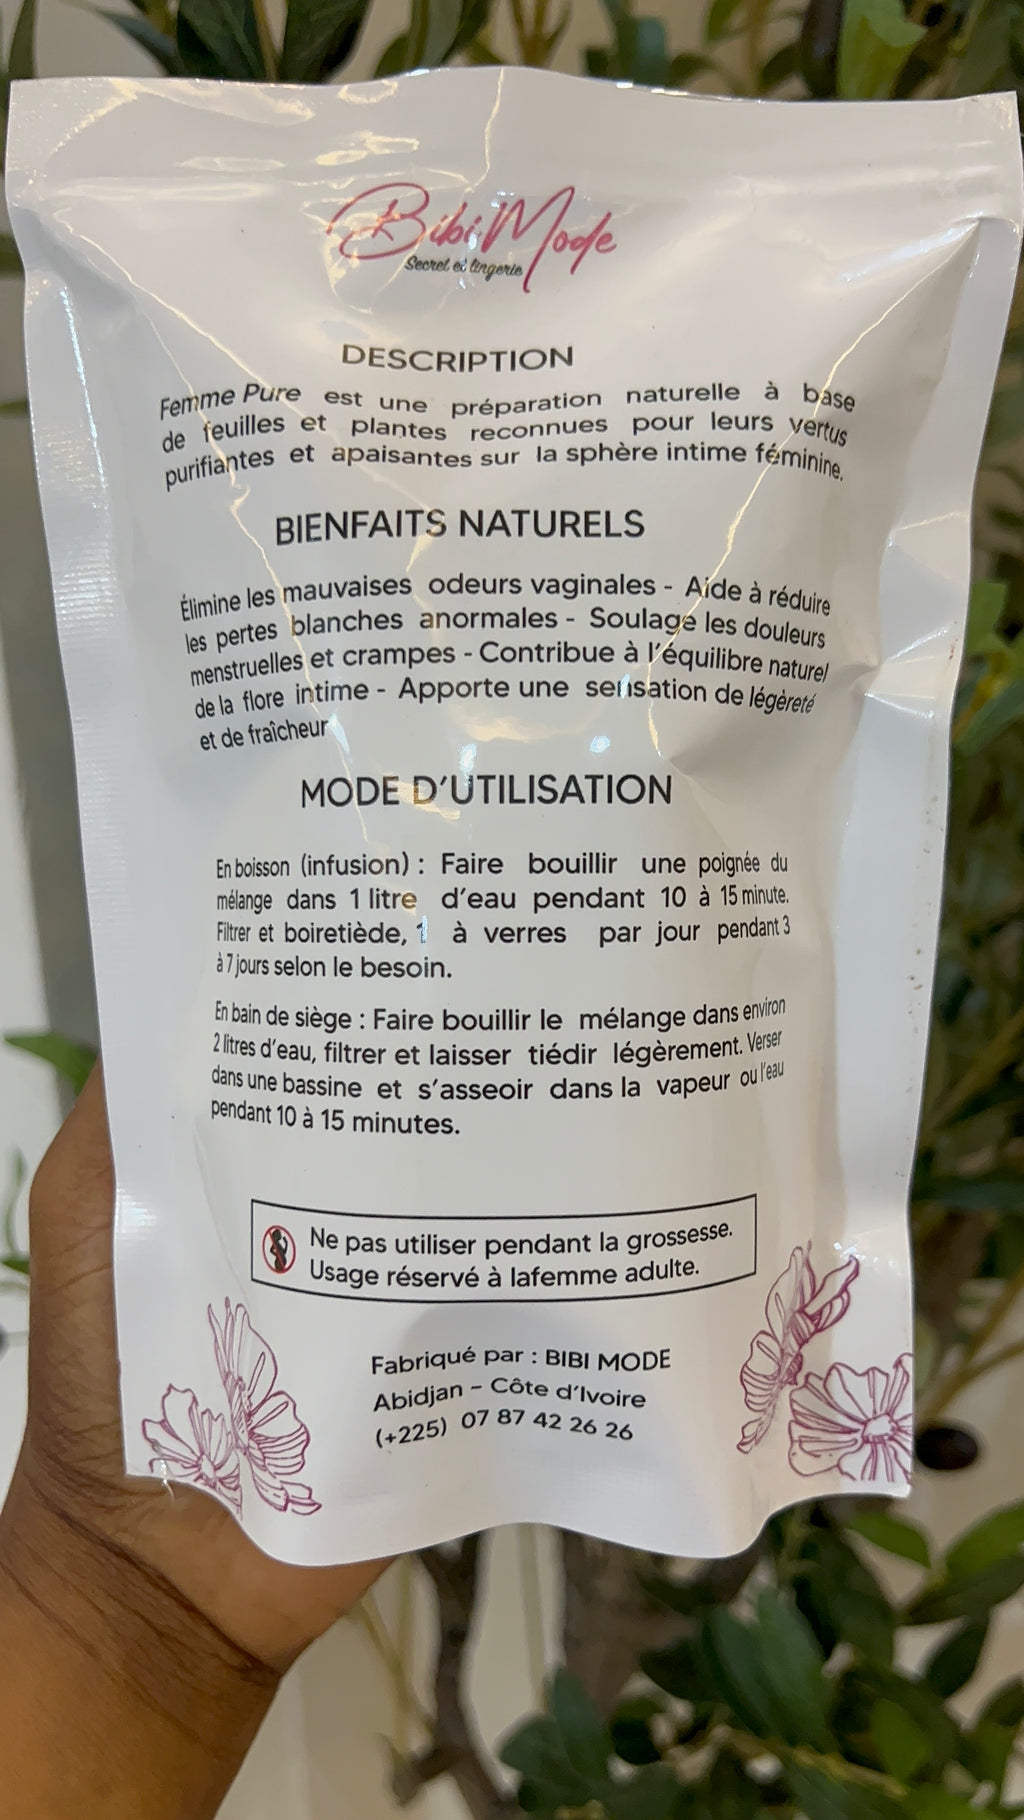 Bibi Mode
Secret et lingerie
DESCRIPTION
Femme Pure est une préparation naturelle à base
de feuilles et plantes reconnues pour leurs vertus
purifiantes et apaisantes sur la sphère intime féminine.
BIENFAITS NATURELS
Élimine les mauvaises odeurs vaginales - Aide à réduire
les pertes blanches anormales - Soulage les douleurs
menstruelles et crampes - Contribue à l'équilibre naturel
de la flore intime - Apporte une sensation de légèreté
et de fraîcheur
MODE D'UTILISATION
En boisson (infusion) : Faire bouillir une poignée du
mélange dans 1 litre d'eau pendant 10 à 15 minute.
Filtrer et boiretiède, 1 à verres par jour pendant 3
à 7 jours selon le besoin.
En bain de siège : Faire bouillir le mélange dans environ
2 litres d'eau, filtrer et laisser tiédir légèrement. Verser
dans une bassine et s'asseoir dans la vapeur ou l'eau
pendant 10 à 15 minutes.
Ne pas utiliser pendant la grossesse.
Usage réservé à lafemme adulte.
Fabriqué par : BIBI MODE
Abidjan - Côte d'Ivoire
(+225) 07 87 42 26 26